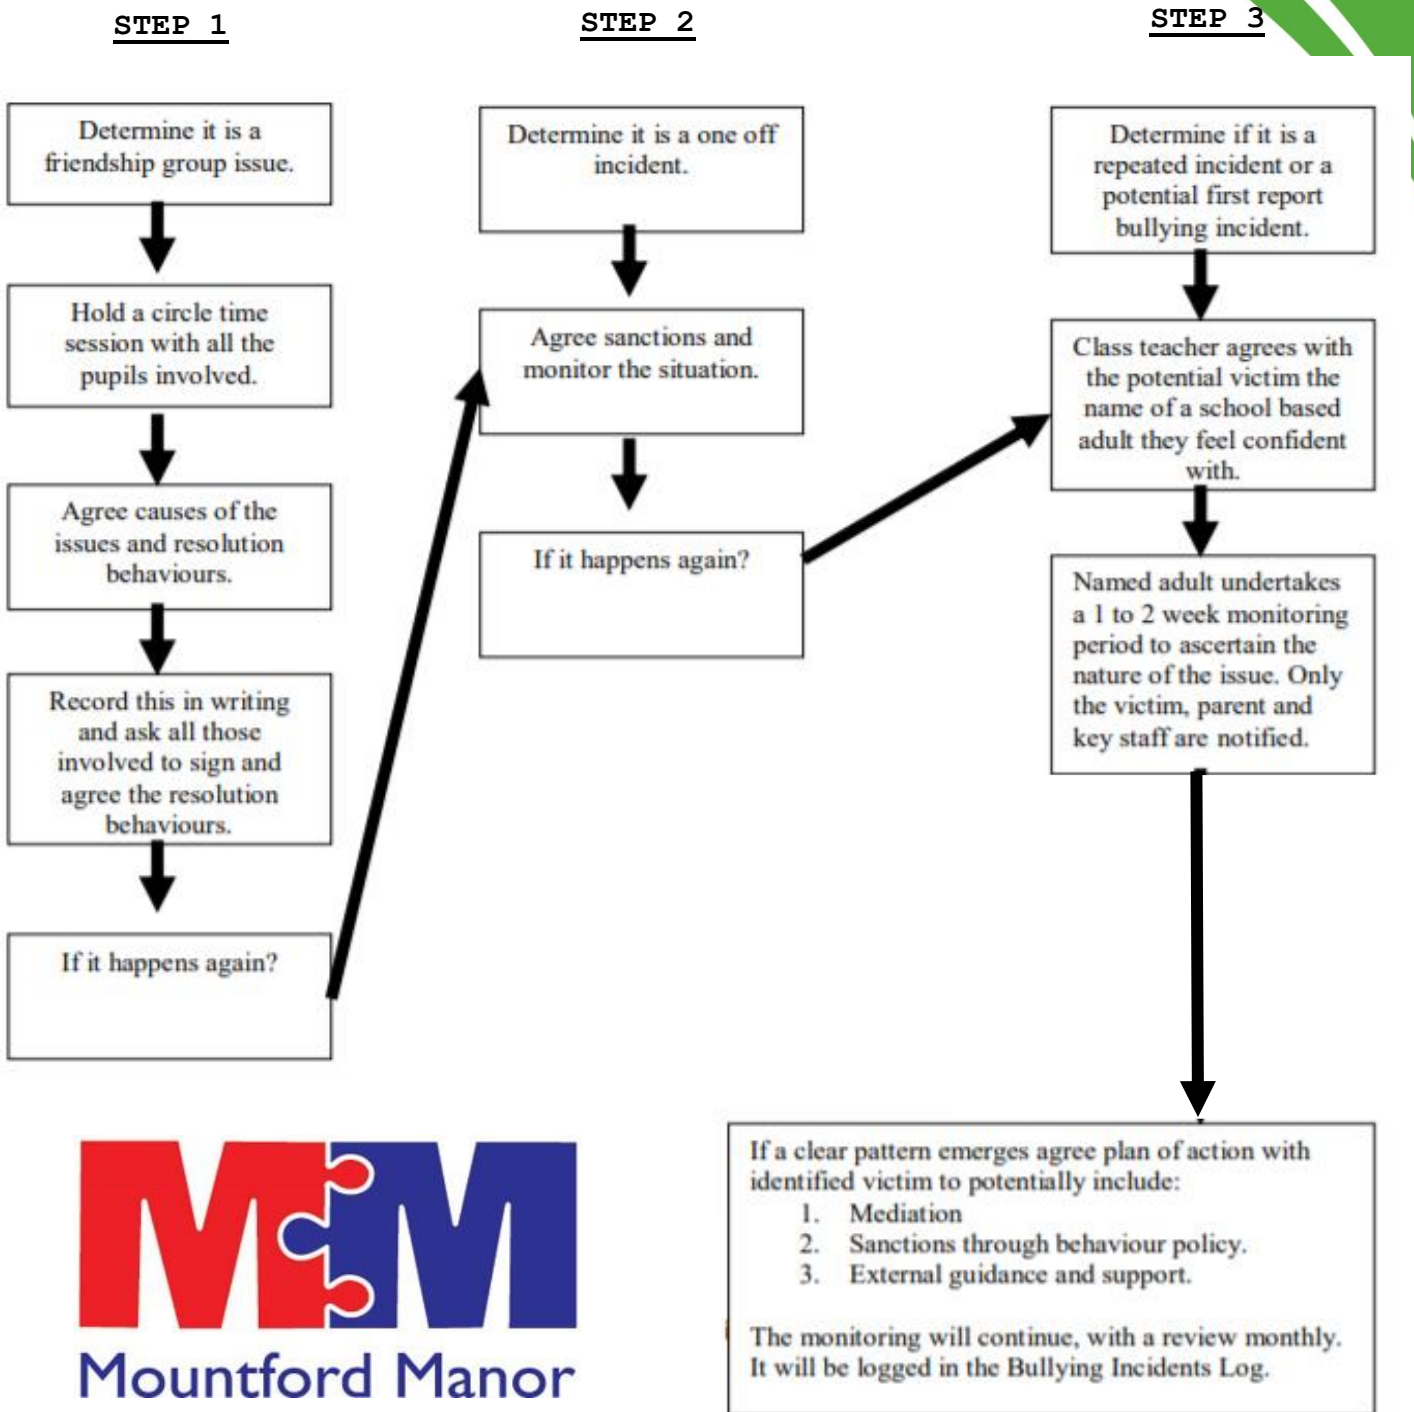 STEP 1
Determine it is a
friendship group issue.
Hold a circle time
session with all the
pupils involved.
Agree causes of the
issues and resolution
behaviours.
Record this in writing
and ask all those
involved to sign and
agree the resolution
behaviours.
If it happens again?
STEP 2
Determine it is a one off
incident.
Agree sanctions and
monitor the situation.
If it happens again?
STEP 3
Determine if it is a
repeated incident or a
potential first report
bullying incident.
Class teacher agrees with
the potential victim the
name of a school based
adult they feel confident
with.
Named adult undertakes
a 1 to 2 week monitoring
period to ascertain the
nature of the issue. Only
the victim, parent and
key staff are notified.
If a clear pattern emerges agree plan of action with
identified victim to potentially include:
1. Mediation
2. Sanctions through behaviour policy.
3. External guidance and support.
The monitoring will continue, with a review monthly.
It will be logged in the Bullying Incidents Log.
MM
Mountford Manor